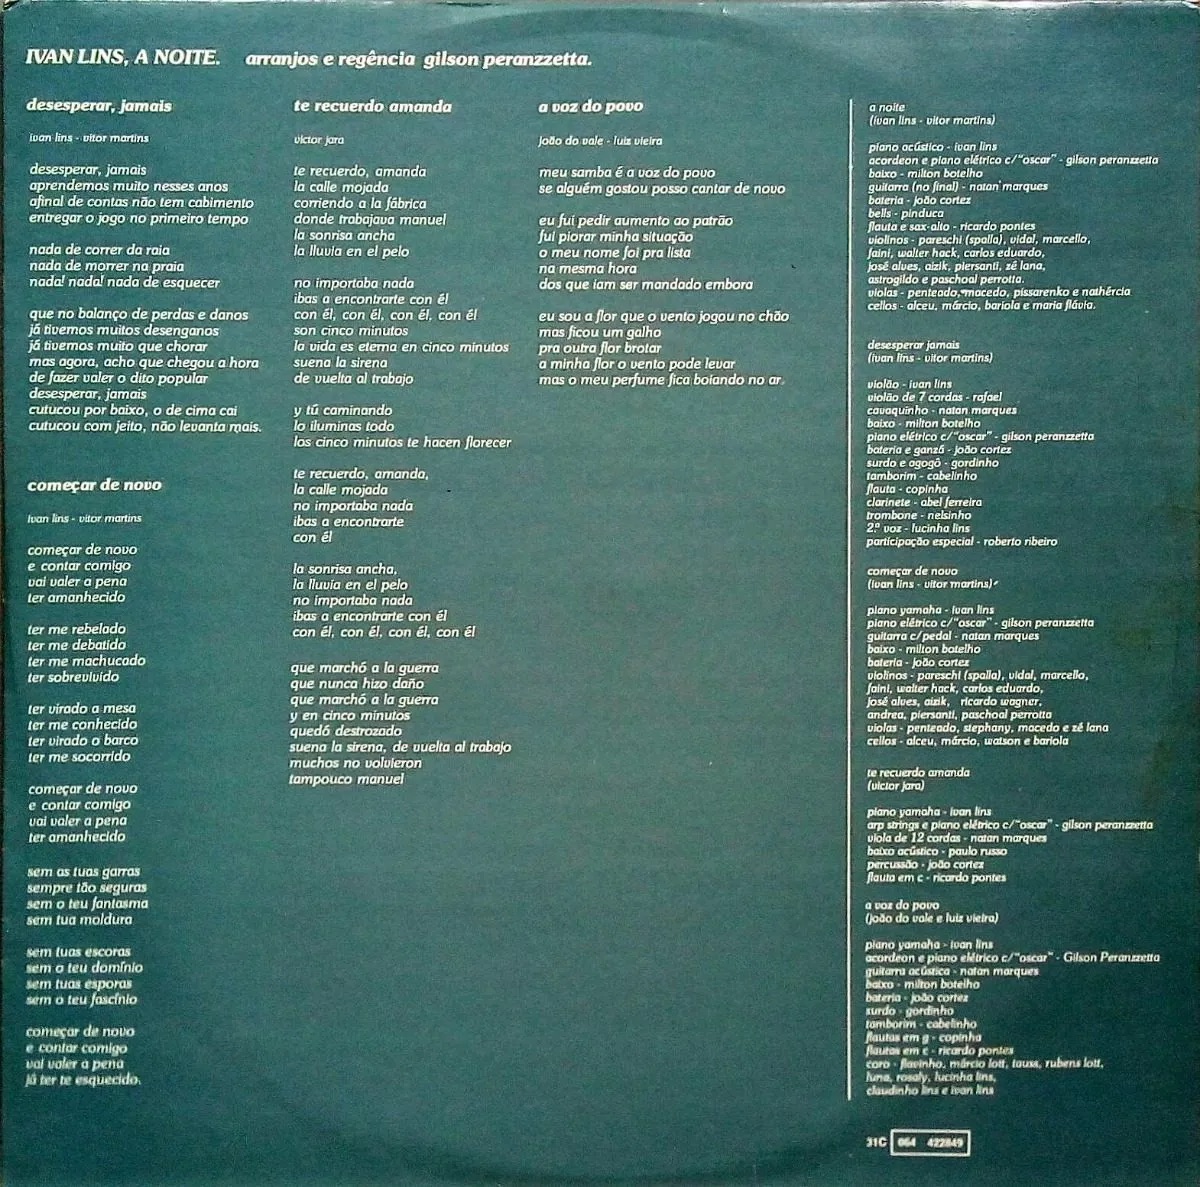 IVAN LINS, A NOITE. arranjos e regência gilson peranzzetta.
desesperar, jamais
ivan lins - vitor martins
desesperar, jamais
aprendemos muito nesses anos
afinal de contas não tem cabimento
entregar o jogo no primeiro tempo
nada de correr da raia
nada de morrer na praia
nada! nada! nada de esquecer
que no balanço de perdas e danos
já tivemos muitos desenganos
já tivemos muito que chorar
mas agora, acho que chegou a hora
de fazer valer o dito popular
desesperar, jamais
cutucou por baixo, o de cima cai
cutucou com jeito, não levanta mais.
começar de novo
ivan lins - vitor martins
começar de novo
e contar comigo
vai valer a pena
ter amanhecido
ter me rebelado
ter me debatido
ter me machucado
ter sobrevivido
ter virado a mesa
ter me conhecido
ter virado o barco
ter me socorrido
começar de novo
e contar comigo
vai valer a pena
ter amanhecido
sem as tuas garras
sempre tão seguras
sem o teu fantasma
sem tua moldura
sem tuas escoras
sem o teu domínio
sem tuas esporas
sem o teu fascínio
começar de novo
e contar comigo
vai valer a pena
já ter te esquecido.
te recuerdo amanda
victor jara
te recuerdo, amanda
la calle mojada
corriendo a la fábrica
donde trabajava manuel
la sonrisa ancha
la lluvia en el pelo
no importaba nada
ibas a encontrarte con él
con él, con él, con él, con él
son cinco minutos
la vida es eterna en cinco minutos
suena la sirena
de vuelta al trabajo
y tú caminando
lo iluminas todo
los cinco minutos te hacen florecer
te recuerdo, amanda,
la calle mojada
no importaba nada
ibas a encontrarte
con él
la sonrisa ancha,
la lluvia en el pelo
no importaba nada
ibas a encontrarte con él
con él, con él, con él, con él
que marchó a la guerra
que nunca hizo daño
que marchó a la guerra
y en cinco minutos
quedó destrozado
suena la sirena, de vuelta al trabajo
muchos no volvieron
tampouco manuel
a voz do povo
joão do vale - luiz vieira
meu samba é a voz do povo
se alguém gostou posso cantar de novo
eu fui pedir aumento ao patrão
fui piorar minha situação
o meu nome foi pra lista
na mesma hora
dos que iam ser mandado embora
eu sou a flor que o vento jogou no chão
mas ficou um galho
pra outra flor brotar
a minha flor o vento pode levar
mas o meu perfume fica boiando no ar.
a noite
(ivan lins - vitor martins)
piano acústico - ivan lins
acordeon e piano elétrico c/"oscar" - gilson peranzzetta
baixo - milton botelho
guitarra (no final) - natan marques
bateria - joão cortez
bells - pinduca
flauta e sax-alto - ricardo pontes
violinos - pareschi (spalla), vidal, marcello,
faini, walter hack, carlos eduardo,
josé alves, aizik, piersanti, zé lana,
astrogildo e paschoal perrotta.
violas - penteado, macedo, pissarenko e nathércia
cellos - alceu, márcio, bariola e maria flávia.
desesperar jamais
(ivan lins - vitor martins)
violão - ivan lins
violão de 7 cordas - rafael
cavaquinho - natan marques
baixo - milton botelho
piano elétrico c/"oscar" - gilson peranzzetta
bateria e ganzá - joão cortez
surdo e agogô - gordinho
tamborim - cabelinho
flauta - copinha
clarinete - abel ferreira
trombone - nelsinho
2.ª voz - lucinha lins
participação especial - roberto ribeiro
começar de novo
(ivan lins - vitor martins)
piano yamaha - ivan lins
piano elétrico c/"oscar" - gilson peranzzetta
guitarra c/pedal - natan marques
baixo - milton botelho
bateria - joão cortez
violinos - pareschi (spalla), vidal, marcello,
faini, walter hack, carlos eduardo,
josé alves, aizik, ricardo wagner,
andrea, piersanti, paschoal perrotta
violas - penteado, stephany, macedo e zé lana
cellos - alceu, márcio, watson e bariola
te recuerdo amanda
(victor jara)
piano yamaha - ivan lins
arp strings e piano elétrico c/"oscar" - gilson peranzzetta
viola de 12 cordas - natan marques
baixo acústico - paulo russo
percussão - joão cortez
flauta em c - ricardo pontes
a voz do povo
(joão do vale e luiz vieira)
piano yamaha - ivan lins
acordeon e piano elétrico c/"oscar" - Gilson Peranzzetta
guitarra acústica - natan marques
baixo - milton botelho
bateria - joão cortez
surdo - gordinho
tamborim - cabelinho
flautas em g - copinha
flautas em c - ricardo pontes
coro - flavinho, márcio lott, tauss, rubens lott,
luna, rosaly, lucinha lins,
claudinho lins e ivan lins
31C 064 422849